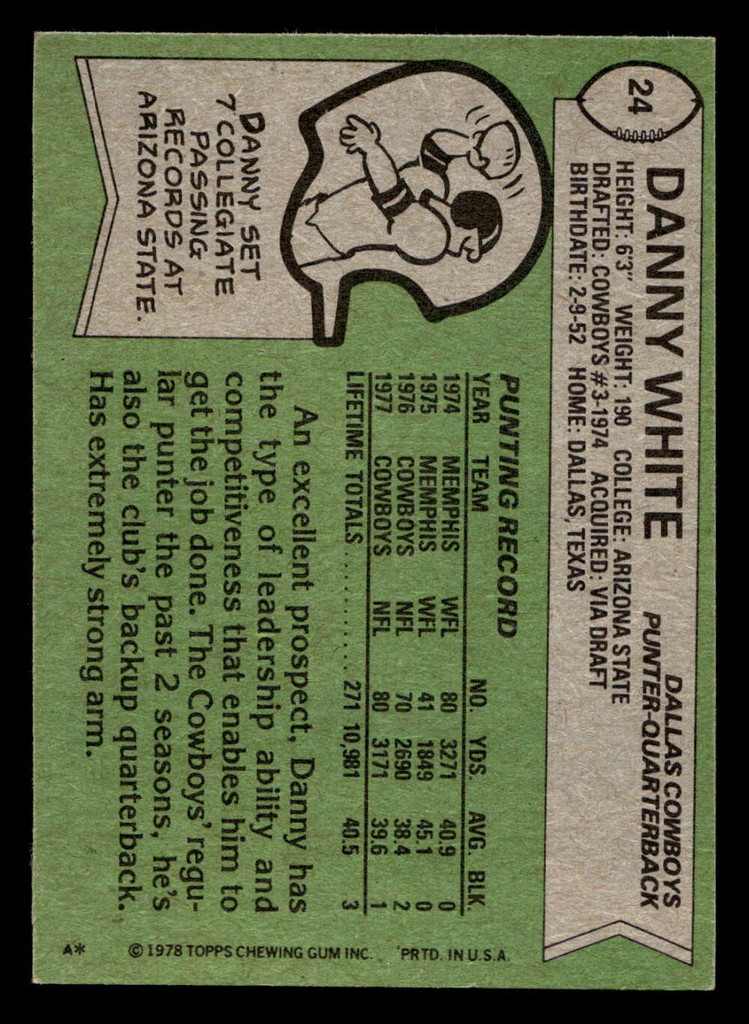 24
DANNY WHITE
DALLAS COWBOYS
PUNTER-QUARTERBACK
HEIGHT: 6'3" WEIGHT: 190 COLLEGE: ARIZONA STATE
DRAFTED: COWBOYS #3-1974 ACQUIRED: VIA DRAFT
BIRTHDATE: 2-9-52 HOME: DALLAS, TEXAS
DANNY SET
7 COLLEGIATE
PASSING
RECORDS AT
ARIZONA STATE.
PUNTING RECORD
YEAR TEAM NO. YDS. AVG. BLK.
1974 MEMPHIS WFL 80 3271 40.9 0
1975 MEMPHIS WFL 41 1849 45.1 0
1976 COWBOYS NFL 70 2690 38.4 2
1977 COWBOYS NFL 80 3171 39.6 1
LIFETIME TOTALS .......... 271 10,981 40.5 3
An excellent prospect, Danny has
the type of leadership ability and
competitiveness that enables him to
get the job done. The Cowboys' regu-
lar punter the past 2 seasons, he's
also the club's backup quarterback.
Has extremely strong arm.
A* © 1978 TOPPS CHEWING GUM INC. PRTD. IN U.S.A.